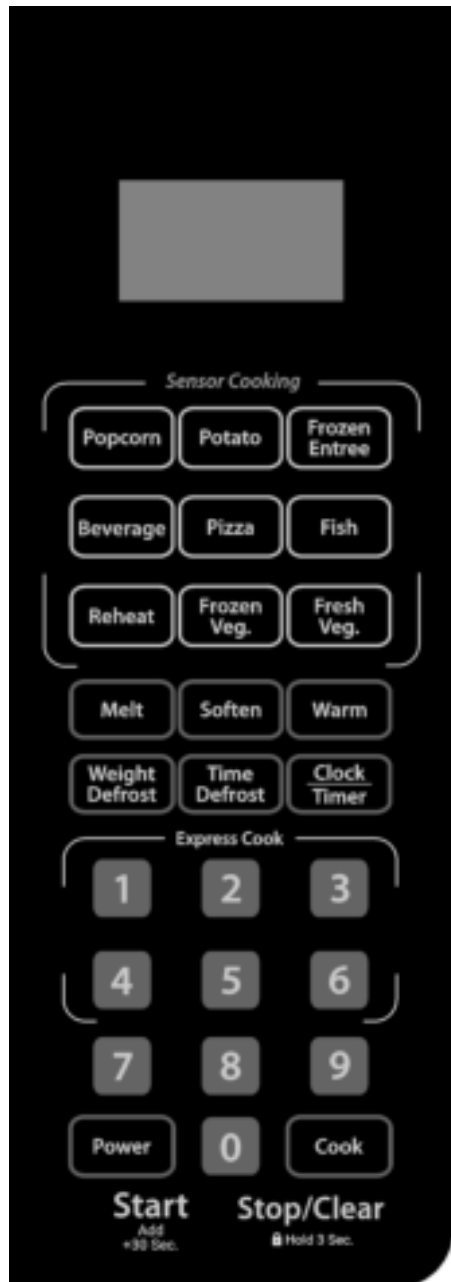 Sensor Cooking
Popcorn
Potato
Frozen
Entree
Beverage
Pizza
Fish
Reheat
Frozen
Veg.
Fresh
Veg.
Melt
Soften
Warm
Weight
Defrost
Time
Defrost
Clock
Timer
Express Cook
1
2
3
4
5
6
7
8
9
Power
0
Cook
Start
Add
+30 Sec.
Stop/Clear
Hold 3 Sec.